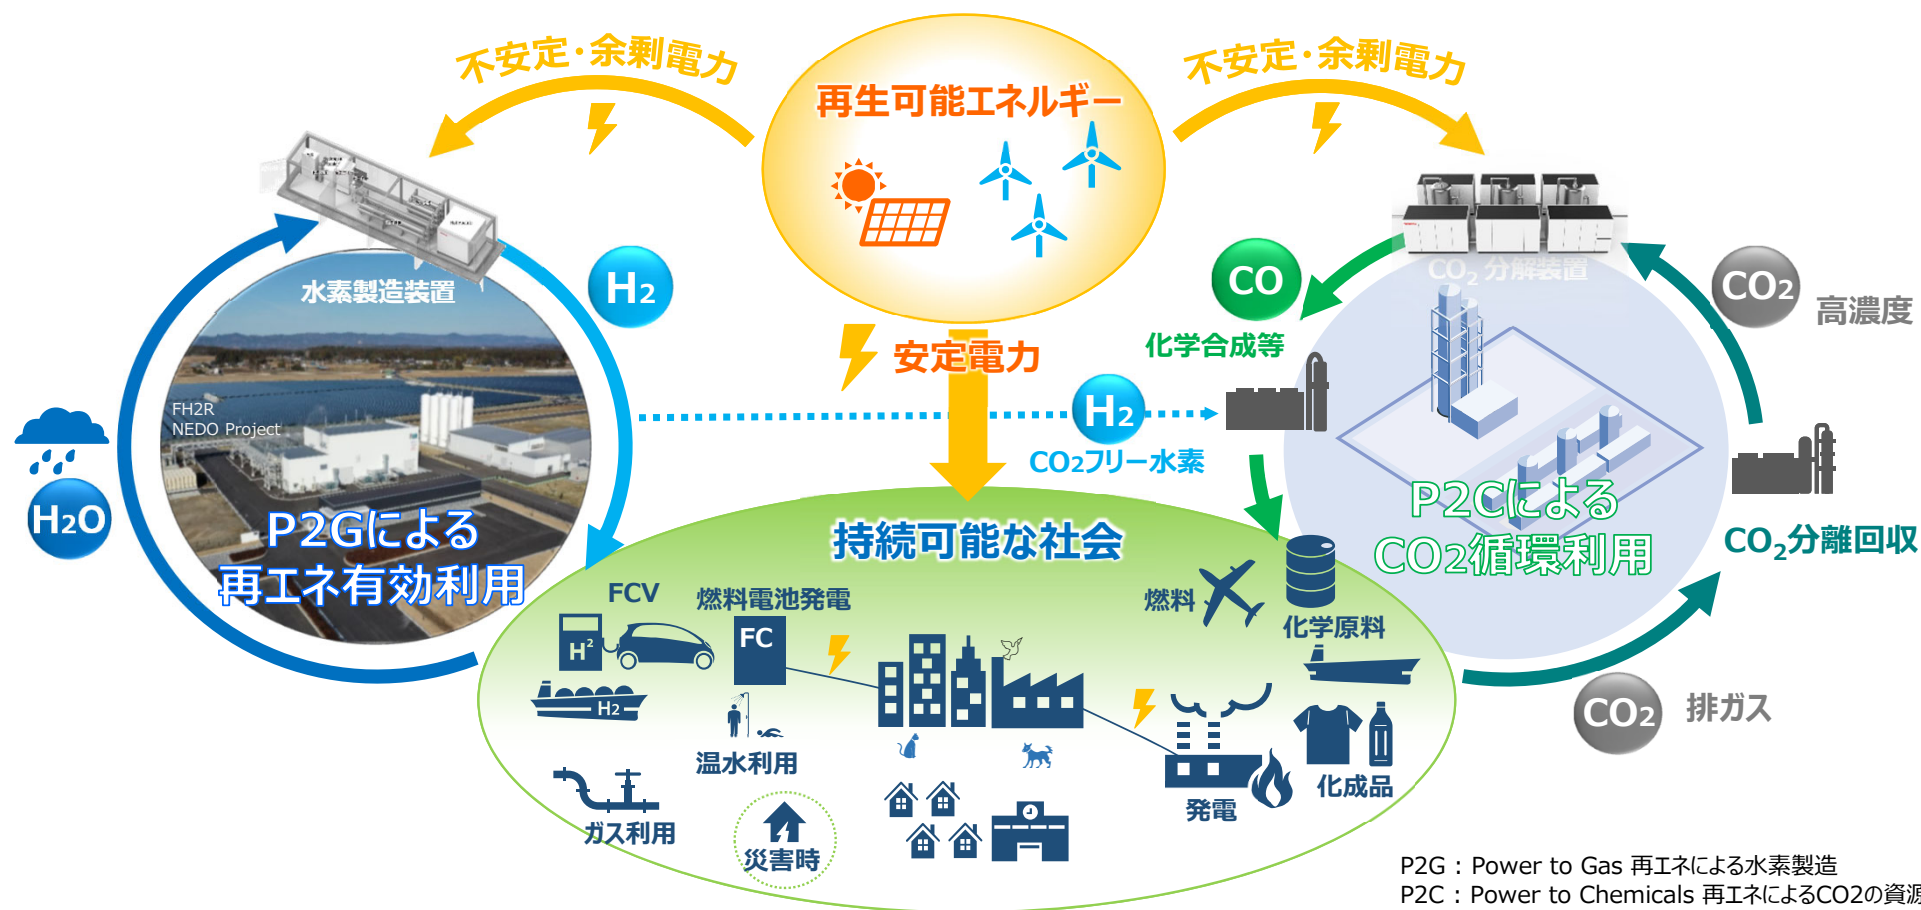 不安定・余剰電力
再生可能エネルギー
不安定・余剰電力
水素製造装置
H2
FH2R
NEDO Project
H2O
P2Gによる
再エネ有効利用
安定電力
H2
CO2フリー水素
CO
化学合成等
CO2 分解装置
CO2
高濃度
P2Cによる
CO2循環利用
CO2分離回収
CO2
排ガス
持続可能な社会
FCV
H2
燃料電池発電
FC
H2
温水利用
ガス利用
災害時
燃料
化学原料
発電
化成品
P2G : Power to Gas 再エネによる水素製造
P2C : Power to Chemicals 再エネによるCO2の資源